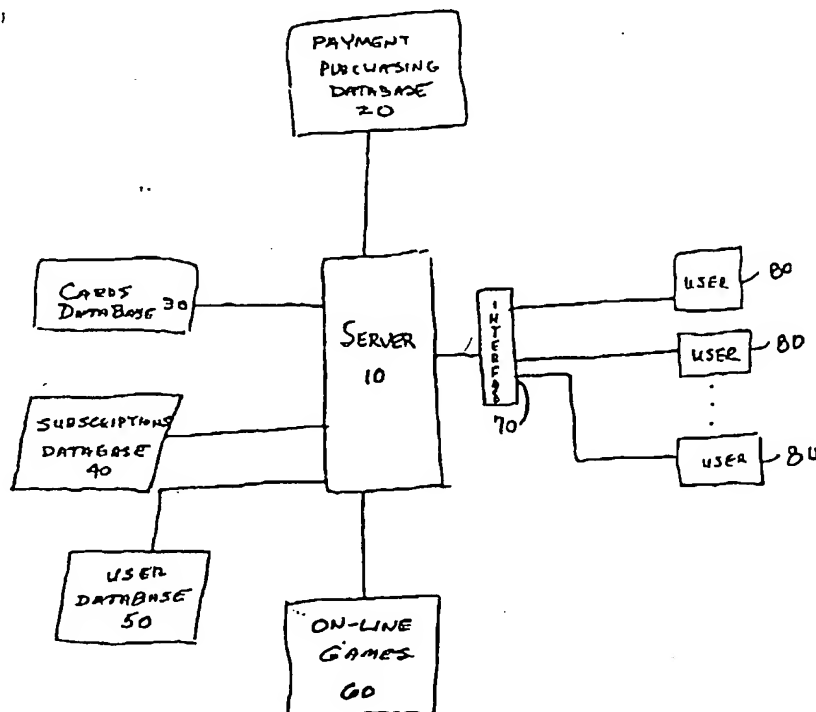 PAYMENT
PURCHASING
DATABASE
20
CARDS
DATABASE 30
SERVER
10
INTERFACE
70
USER 80
USER 80
USER 80
SUBSCRIPTIONS
DATABASE
40
USER
DATABASE
50
ON-LINE
GAMES
60